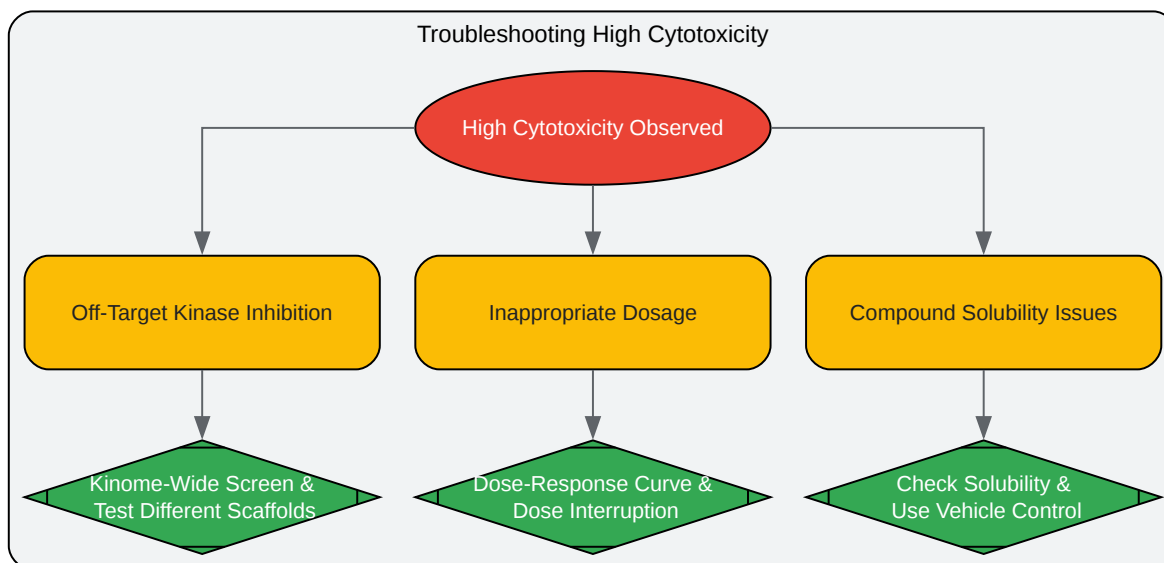 Troubleshooting High Cytotoxicity
High Cytotoxicity Observed
Off-Target Kinase Inhibition
Inappropriate Dosage
Compound Solubility Issues
Kinome-Wide Screen &
Test Different Scaffolds
Dose-Response Curve &
Dose Interruption
Check Solubility &
Use Vehicle Control